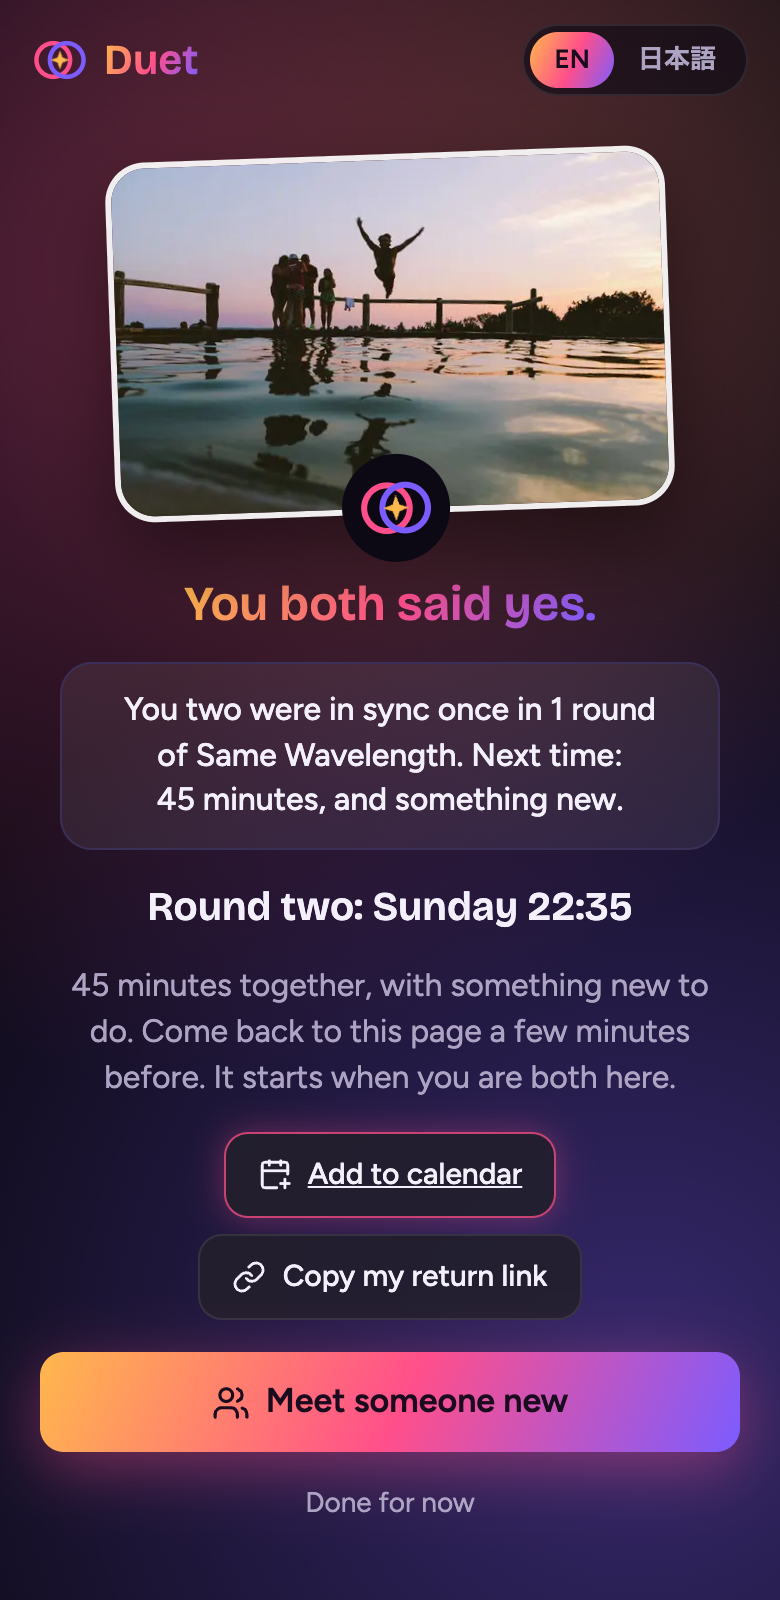 Duet
EN
日本語
You both said yes.
You two were in sync once in 1 round
of Same Wavelength. Next time:
45 minutes, and something new.
Round two: Sunday 22:35
45 minutes together, with something new to
do. Come back to this page a few minutes
before. It starts when you are both here.
Add to calendar
Copy my return link
Meet someone new
Done for now